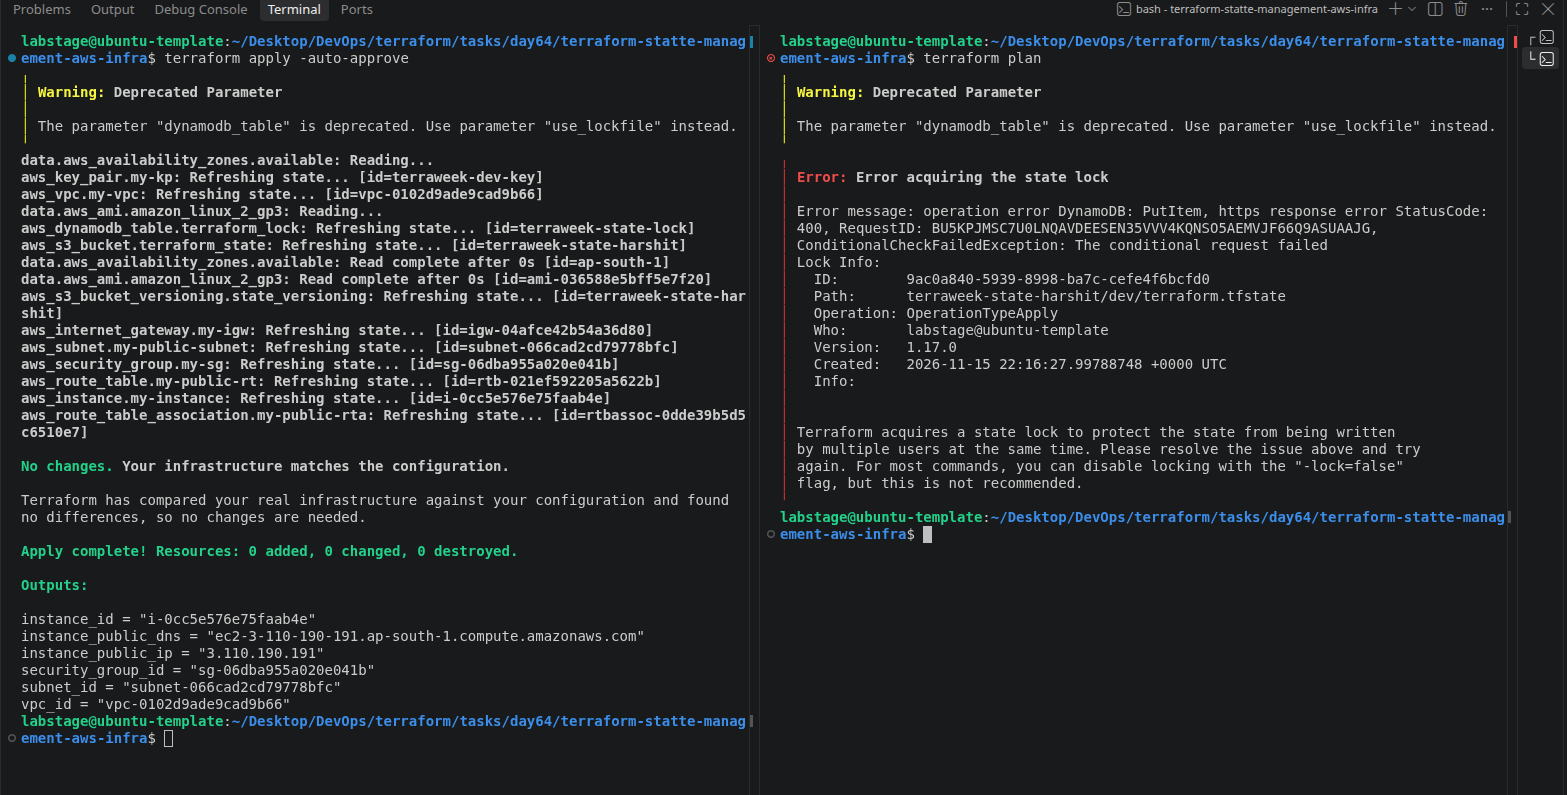 Problems Output Debug Console Terminal Ports
bash - terraform-statte-management-aws-infra
labstage@ubuntu-template:~/Desktop/DevOps/terraform/tasks/day64/terraform-statte-manag
ement-aws-infra$ terraform apply -auto-approve
Warning: Deprecated Parameter
The parameter "dynamodb_table" is deprecated. Use parameter "use_lockfile" instead.
data.aws_availability_zones.available: Reading...
aws_key_pair.my-kp: Refreshing state... [id=terraweek-dev-key]
aws_vpc.my-vpc: Refreshing state... [id=vpc-0102d9ade9cad9b66]
data.aws_ami.amazon_linux_2_gp3: Reading...
aws_dynamodb_table.terraform_lock: Refreshing state... [id=terraweek-state-lock]
aws_s3_bucket.terraform_state: Refreshing state... [id=terraweek-state-harshit]
data.aws_availability_zones.available: Read complete after 0s [id=ap-south-1]
data.aws_ami.amazon_linux_2_gp3: Read complete after 0s [id=ami-036588e5bff5e7f20]
aws_s3_bucket_versioning.state_versioning: Refreshing state... [id=terraweek-state-har
shit]
aws_internet_gateway.my-igw: Refreshing state... [id=igw-04afce42b54a36d80]
aws_subnet.my-public-subnet: Refreshing state... [id=subnet-066cad2cd79778bfc]
aws_security_group.my-sg: Refreshing state... [id=sg-06dba955a020e041b]
aws_route_table.my-public-rt: Refreshing state... [id=rtb-021ef592205a5622b]
aws_instance.my-instance: Refreshing state... [id=i-0cc5e576e75faab4e]
aws_route_table_association.my-public-rta: Refreshing state... [id=rtbassoc-0dde39b5d5
c6510e7]
No changes. Your infrastructure matches the configuration.
Terraform has compared your real infrastructure against your configuration and found
no differences, so no changes are needed.
Apply complete! Resources: 0 added, 0 changed, 0 destroyed.
Outputs:
instance_id = "i-0cc5e576e75faab4e"
instance_public_dns = "ec2-3-110-190-191.ap-south-1.compute.amazonaws.com"
instance_public_ip = "3.110.190.191"
security_group_id = "sg-06dba955a020e041b"
subnet_id = "subnet-066cad2cd79778bfc"
vpc_id = "vpc-0102d9ade9cad9b66"
labstage@ubuntu-template:~/Desktop/DevOps/terraform/tasks/day64/terraform-statte-manag
ement-aws-infra$
labstage@ubuntu-template:~/Desktop/DevOps/terraform/tasks/day64/terraform-statte-manag
ement-aws-infra$ terraform plan
Warning: Deprecated Parameter
The parameter "dynamodb_table" is deprecated. Use parameter "use_lockfile" instead.
Error: Error acquiring the state lock
Error message: operation error DynamoDB: PutItem, https response error StatusCode:
400, RequestID: BU5KPJMSC7U0LNQAVDEESEN35VVV4KQNSO5AEMVJF66Q9ASUAAJG,
ConditionalCheckFailedException: The conditional request failed
Lock Info:
ID: 9ac0a840-5939-8998-ba7c-cefe4f6bcfd0
Path: terraweek-state-harshit/dev/terraform.tfstate
Operation: OperationTypeApply
Who: labstage@ubuntu-template
Version: 1.17.0
Created: 2026-11-15 22:16:27.99788748 +0000 UTC
Info:
Terraform acquires a state lock to protect the state from being written
by multiple users at the same time. Please resolve the issue above and try
again. For most commands, you can disable locking with the "-lock=false"
flag, but this is not recommended.
labstage@ubuntu-template:~/Desktop/DevOps/terraform/tasks/day64/terraform-statte-manag
ement-aws-infra$